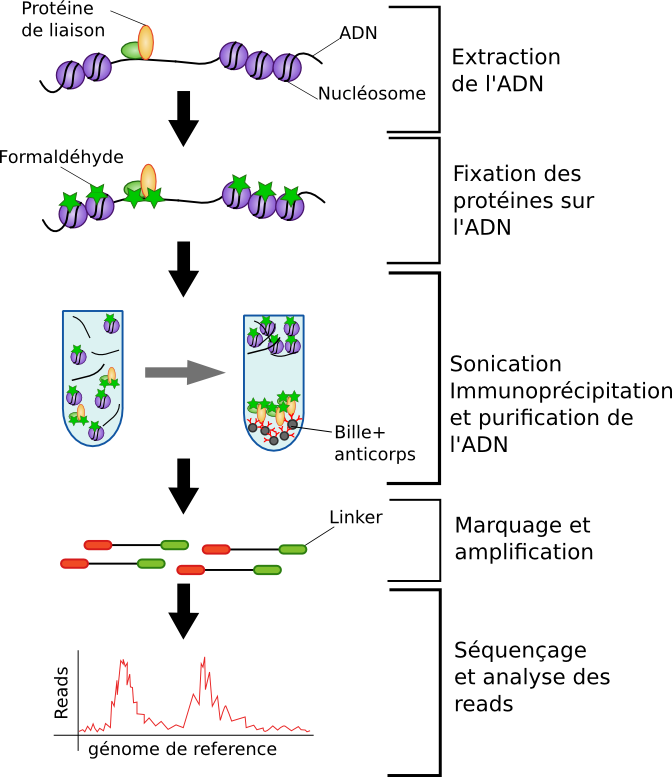 Protéine
de liaison
ADN
Nucléosome
Extraction
de l'ADN
Formaldéhyde
Fixation des
protéines sur
l'ADN
Sonication
Immunoprécipitation
et purification de
l'ADN
Bille+
anticorps
Linker
Marquage et
amplification
Reads
génome de reference
Séquençage
et analyse des
reads